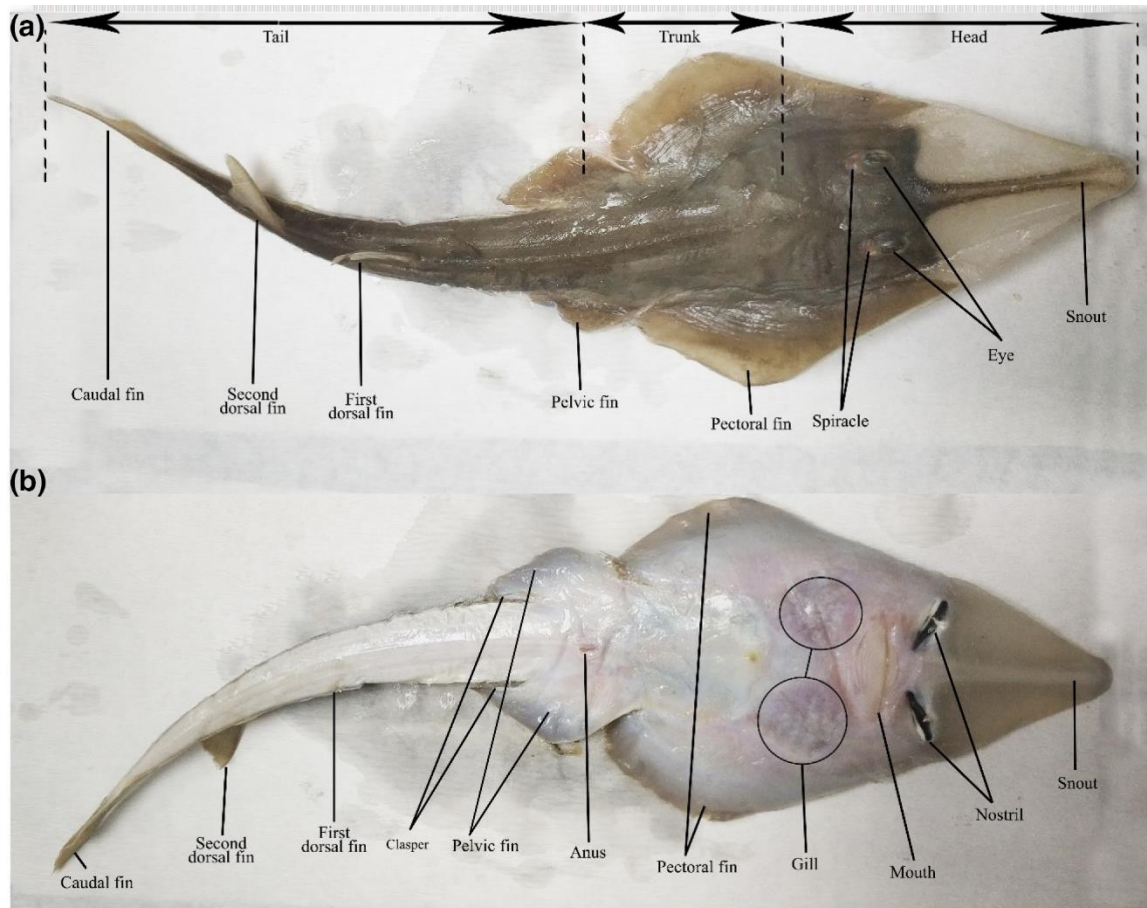 (a)
Tail
Trunk
Head
Caudal fin
Second
dorsal fin
First
dorsal fin
Pelvic fin
Pectoral fin
Spiracle
Eye
Snout
(b)
Caudal fin
Second
dorsal fin
First
dorsal fin
Clasper
Pelvic fin
Anus
Pectoral fin
Gill
Mouth
Nostril
Snout